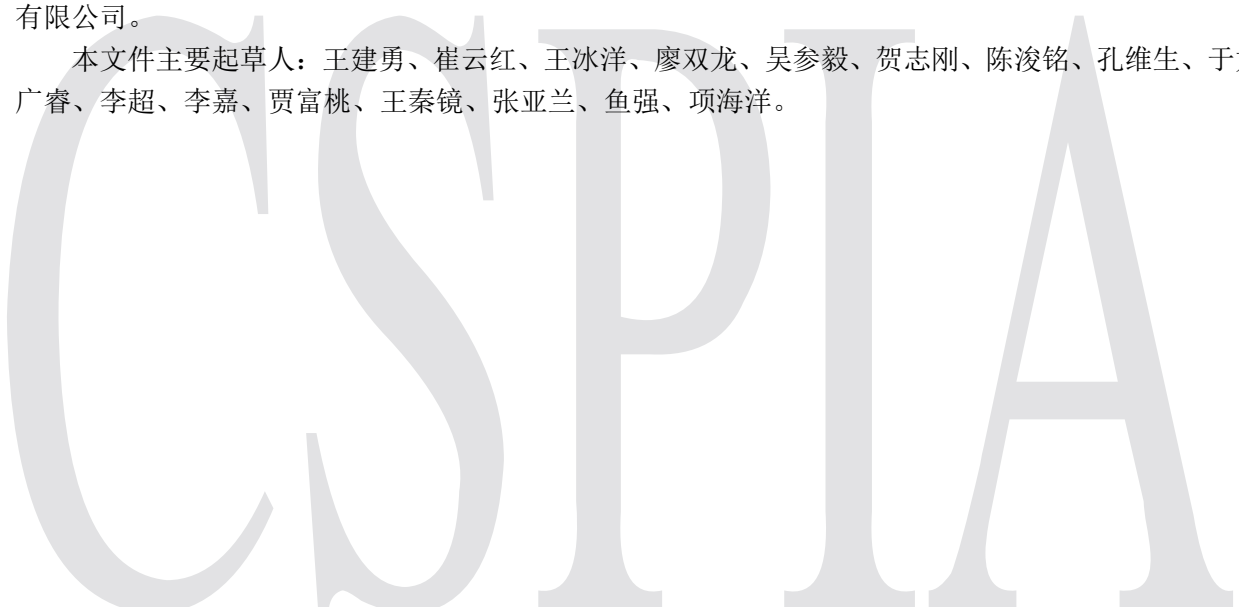 有限公司。
本文件主要起草人：王建勇、崔云红、王冰洋、廖双龙、吴参毅、贺志刚、陈浚铭、孔维生、于
广睿、李超、李嘉、贾富桃、王秦镜、张亚兰、鱼强、项海洋。
CSPIA